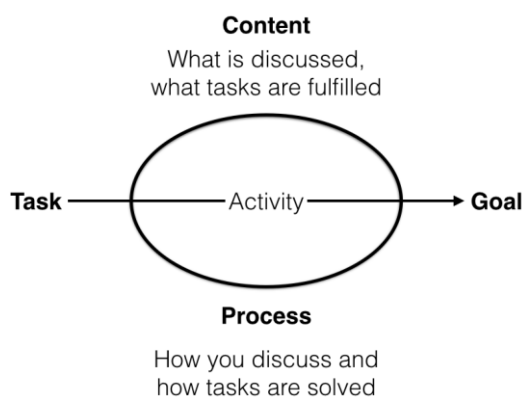 Content
What is discussed,
what tasks are fulfilled
Task Activity Goal
Process
How you discuss and
how tasks are solved